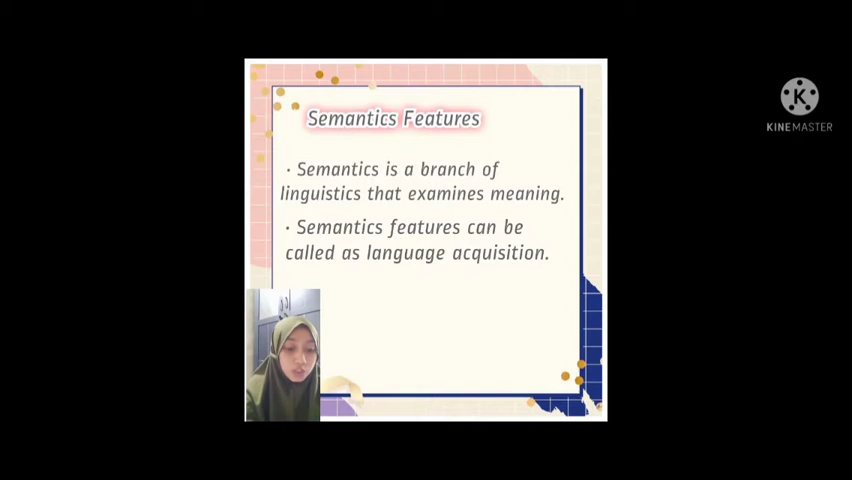 Semantics Features
· Semantics is a branch of
linguistics that examines meaning.
· Semantics features can be
called as language acquisition.
K
KINEMASTER